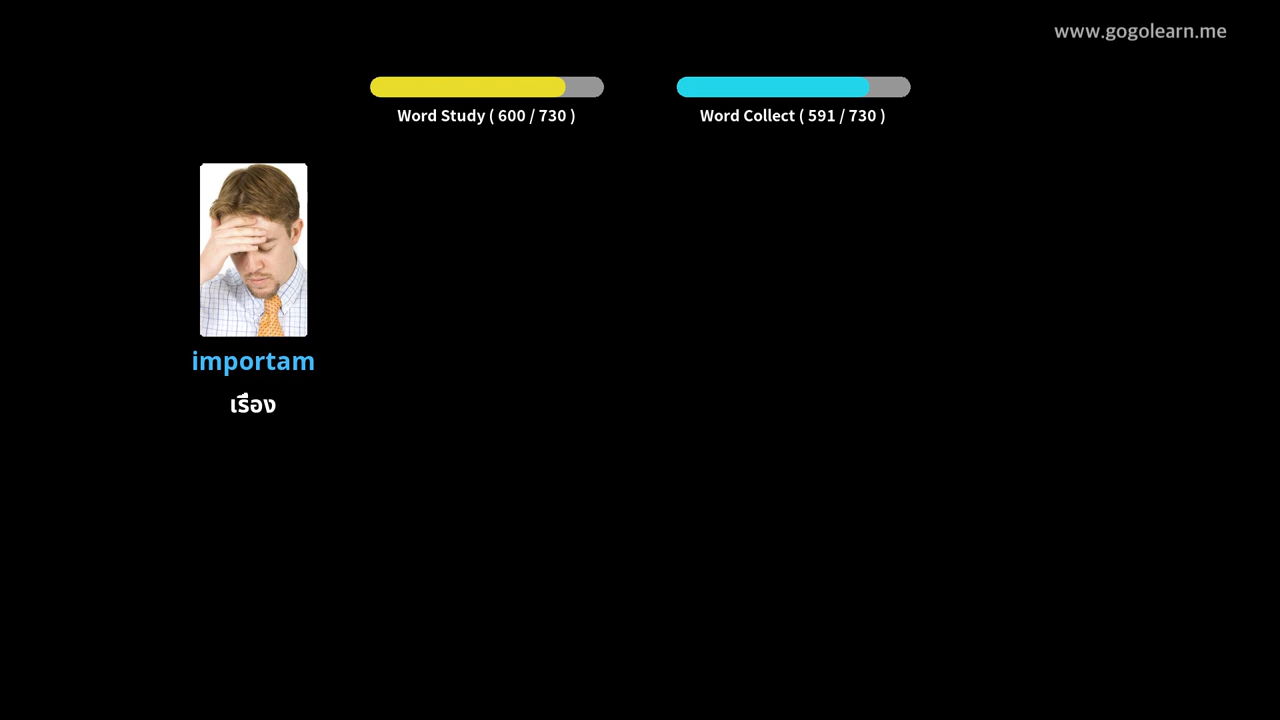 www.gogolearn.me
Word Study ( 600 / 730 )
Word Collect ( 591 / 730 )
importam
เรื่อง